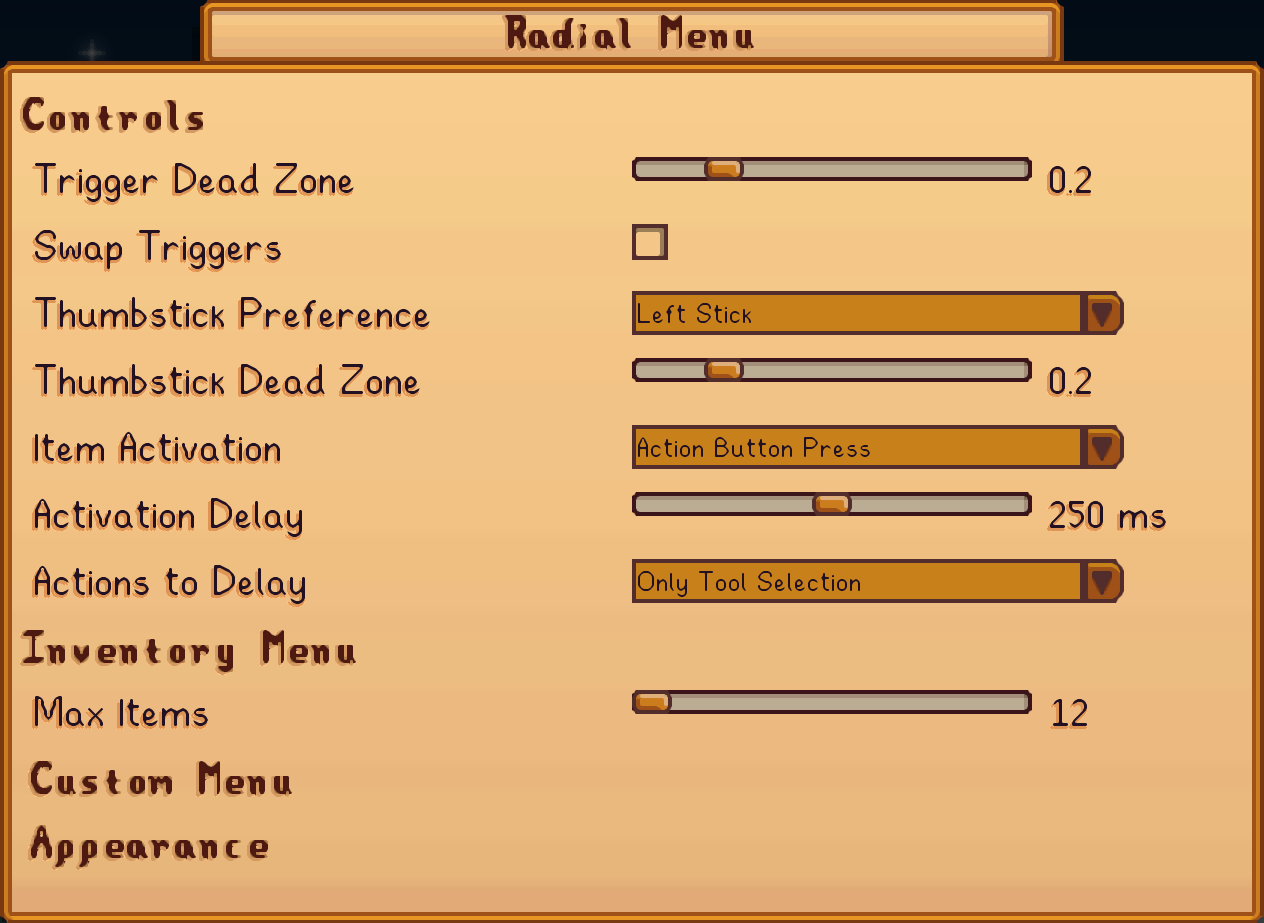 Radial Menu
Controls
Trigger Dead Zone 0.2
Swap Triggers
Thumbstick Preference Left Stick
Thumbstick Dead Zone 0.2
Item Activation Action Button Press
Activation Delay 250 ms
Actions to Delay Only Tool Selection
Inventory Menu
Max Items 12
Custom Menu
Appearance